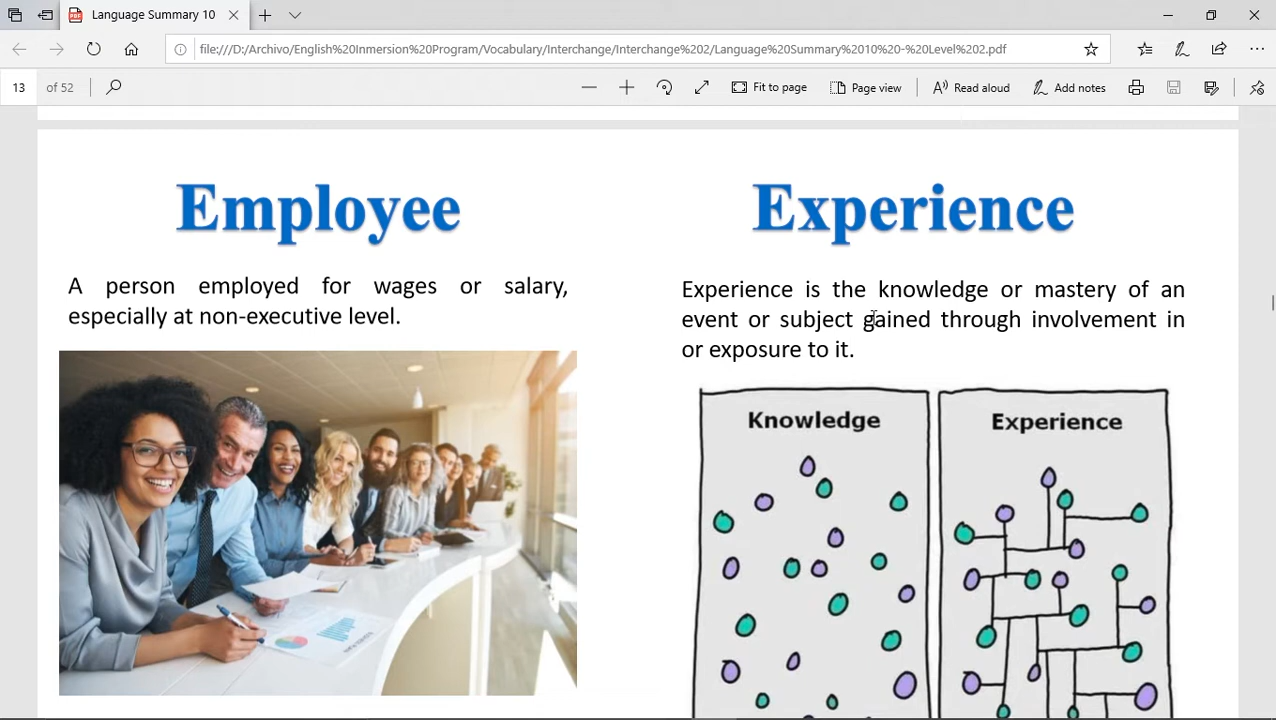 Language Summary 10
file:///D:/Archivo/English%20Inmersion%20Program/Vocabulary/Interchange/Interchange%202/Language%20Summary%2010%20-%20Level%202.pdf
13 of 52
Fit to page
Page view
Read aloud
Add notes
Employee
A person employed for wages or salary,
especially at non-executive level.
Experience
Experience is the knowledge or mastery of an
event or subject gained through involvement in
or exposure to it.
Knowledge
Experience